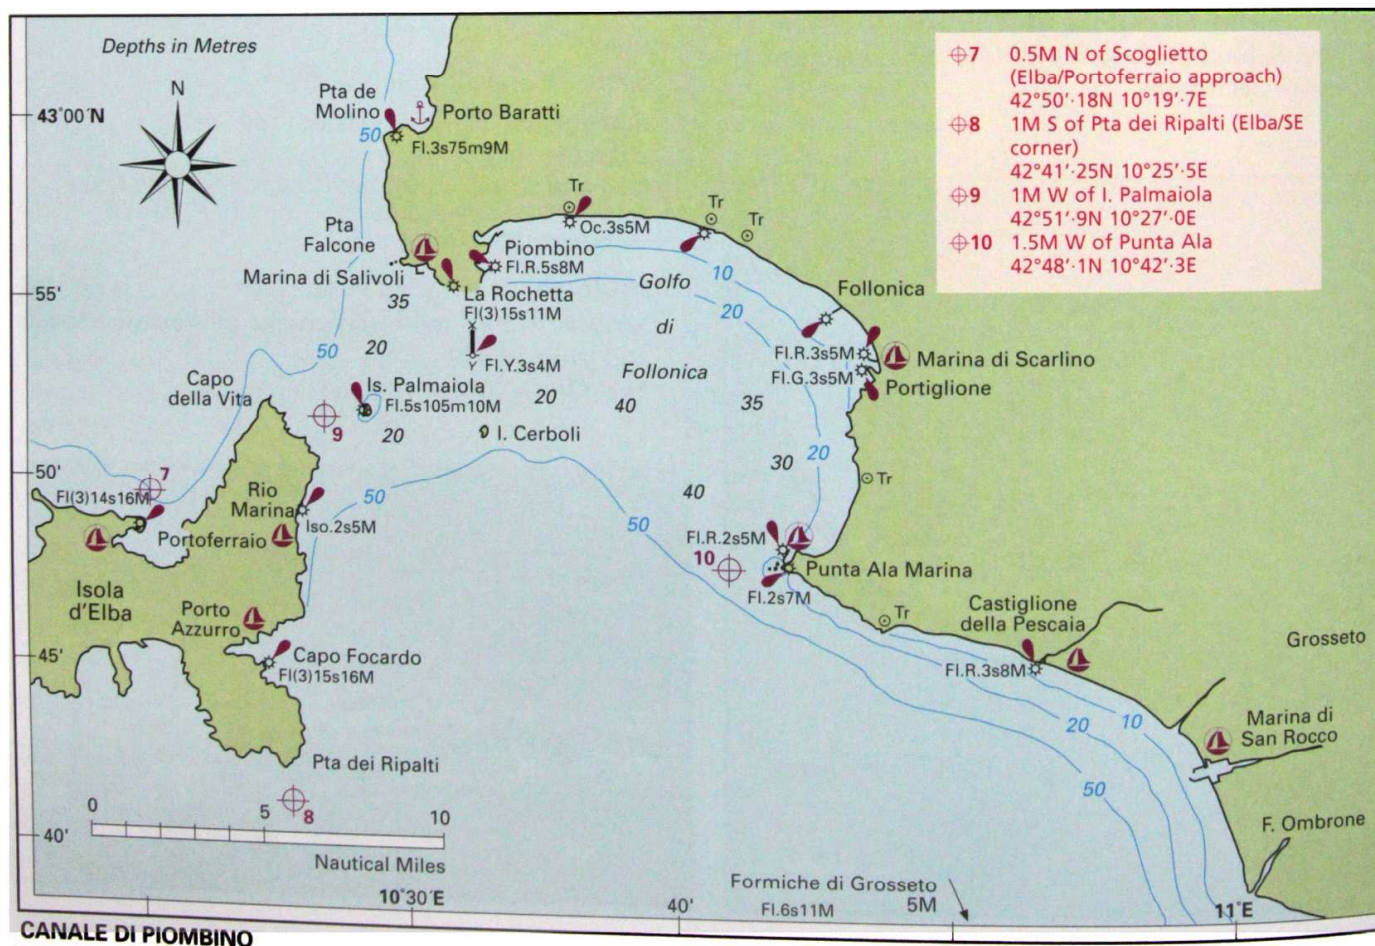 Depths in Metres
N
43°00'N
55'
50'
45'
40'
7 0.5M N of Scoglietto
(Elba/Portoferraio approach)
42°50'·18N 10°19'·7E
8 1M S of Pta dei Ripalti (Elba/SE
corner)
42°41'·25N 10°25'·5E
9 1M W of I. Palmaiola
42°51'·9N 10°27'·0E
10 1.5M W of Punta Ala
42°48'·1N 10°42'·3E
Pta de
Molino
Porto Baratti
50
Fl.3s75m9M
Tr
Oc.3s5M
Tr
Tr
Pta
Falcone
Piombino
Fl.R.5s8M
Marina di Salivoli
35
La Rochetta
Fl(3)15s11M
Golfo
di
Follonica
10
20
Follonica
X
Y
Fl.Y.3s4M
50
20
Fl.R.3s5M
Marina di Scarlino
Fl.G.3s5M
Portiglione
Capo
della Vita
Is. Palmaiola
Fl.5s105m10M
20
40
35
9
20
I. Cerboli
20
30
Tr
7
Fl(3)14s16M
Rio
Marina
Iso.2s5M
Portoferraio
50
50
40
Fl.R.2s5M
10
Punta Ala Marina
Fl.2s7M
Isola
d'Elba
Porto
Azzurro
Tr
Castiglione
della Pescaia
Grosseto
Capo Focardo
Fl(3)15s16M
Fl.R.3s8M
10
20
50
Marina di
San Rocco
Pta dei Ripalti
8
0 5 10
Nautical Miles
F. Ombrone
Formiche di Grosseto
Fl.6s11M 5M
10°30'E
40'
11°E
CANALE DI PIOMBINO